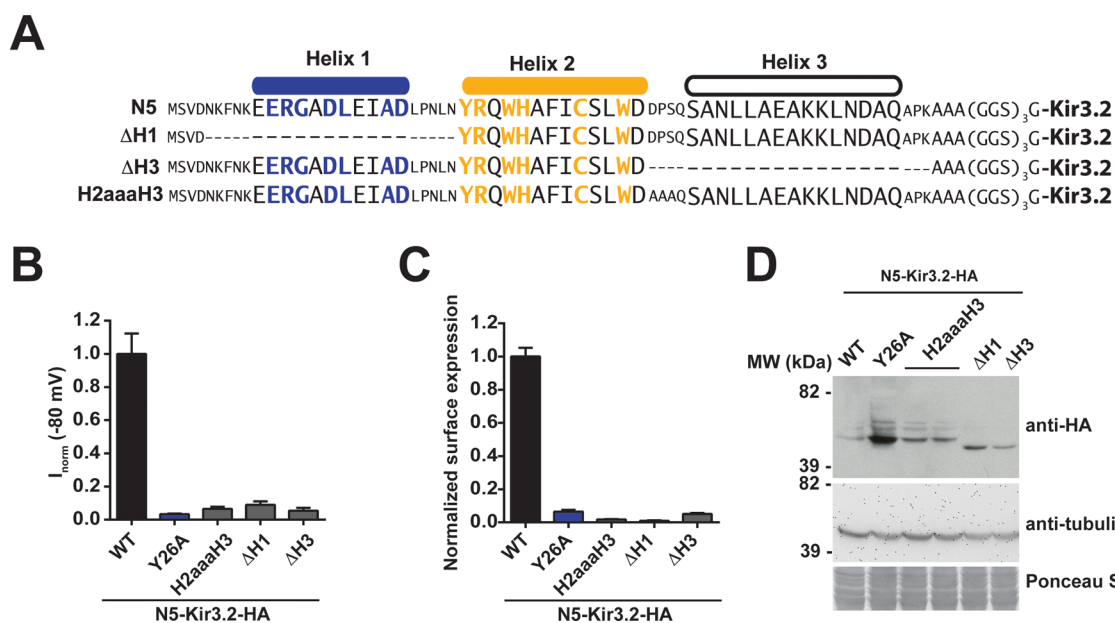 A
Helix 1 Helix 2 Helix 3
N5 MSVDNKFNKEERGADLEIADLPNLNYRQWHAFICSLWDDPSQSANLLAEAKKLNDAQAPKAAA(GGS)3G-Kir3.2
ΔH1 MSVD---------------------YRQWHAFICSLWDDPSQSANLLAEAKKLNDAQAPKAAA(GGS)3G-Kir3.2
ΔH3 MSVDNKFNKEERGADLEIADLPNLNYRQWHAFICSLWD----------------------AAA(GGS)3G-Kir3.2
H2aaaH3 MSVDNKFNKEERGADLEIADLPNLNYRQWHAFICSLWDAAAQSANLLAEAKKLNDAQAPKAAA(GGS)3G-Kir3.2
B
Inorm (-80 mV)
1.2
1.0
0.8
0.6
0.4
0.2
0.0
WT Y26A H2aaaH3 ΔH1 ΔH3
N5-Kir3.2-HA
C
Normalized surface expression
1.2
1.0
0.8
0.6
0.4
0.2
0.0
WT Y26A H2aaaH3 ΔH1 ΔH3
N5-Kir3.2-HA
D
N5-Kir3.2-HA
WT Y26A H2aaaH3 ΔH1 ΔH3
MW (kDa)
82 -
anti-HA
39 -
82 -
anti-tubuli
39 -
Ponceau S